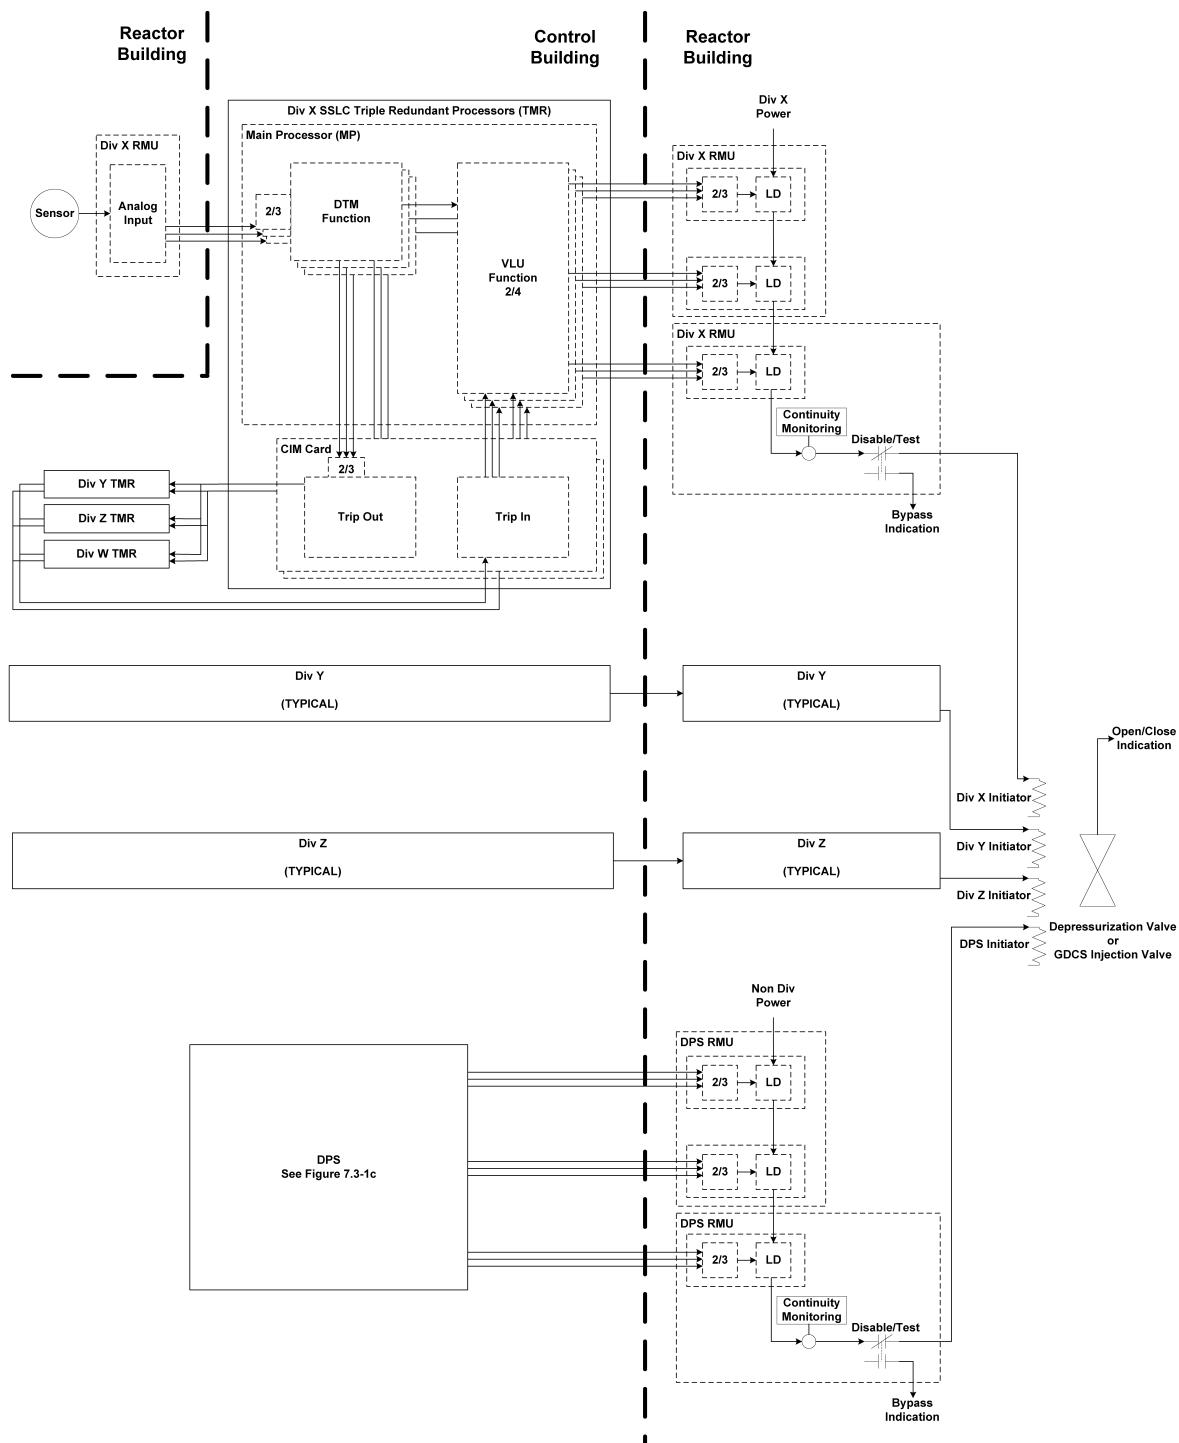 Reactor
Building
Control
Building
Reactor
Building
Div X SSLC Triple Redundant Processors (TMR)
Main Processor (MP)
Div X RMU
Sensor
Analog
Input
2/3
DTM
Function
VLU
Function
2/4
CIM Card
2/3
Trip Out
Trip In
Div Y TMR
Div Z TMR
Div W TMR
Div X
Power
Div X RMU
2/3
LD
2/3
LD
Div X RMU
2/3
LD
Continuity
Monitoring
Disable/Test
Bypass
Indication
Div Y
(TYPICAL)
Div Y
(TYPICAL)
Open/Close
Indication
Div X Initiator
Div Y Initiator
Div Z
(TYPICAL)
Div Z
(TYPICAL)
Div Z Initiator
DPS Initiator
Depressurization Valve
or
GDCS Injection Valve
Non Div
Power
DPS RMU
2/3
LD
DPS
See Figure 7.3-1c
2/3
LD
DPS RMU
2/3
LD
Continuity
Monitoring
Disable/Test
Bypass
Indication